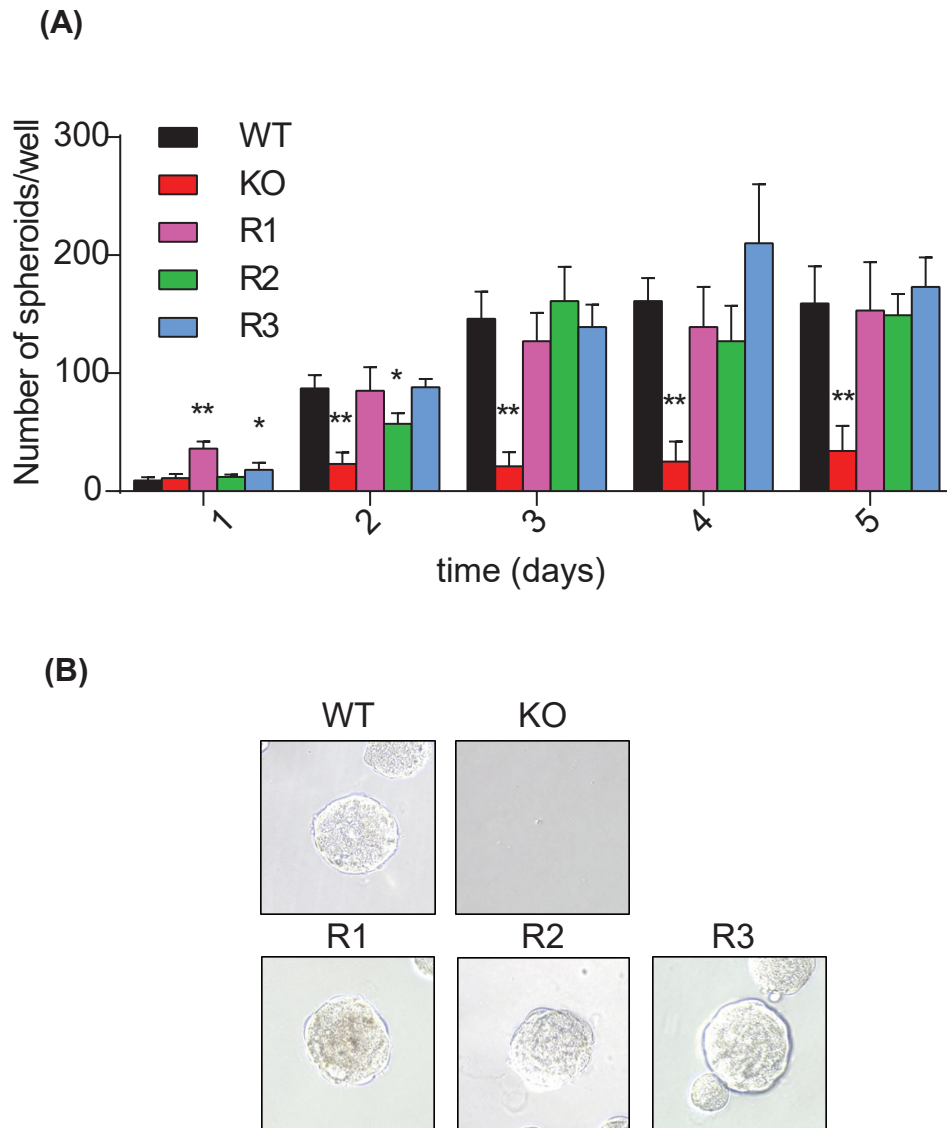 (A)
Number of spheroids/well
300
200
100
0
WT
KO
R1
R2
R3
** *
** *
**
**
**
1 2 3 4 5
time (days)
(B)
WT KO
R1 R2 R3